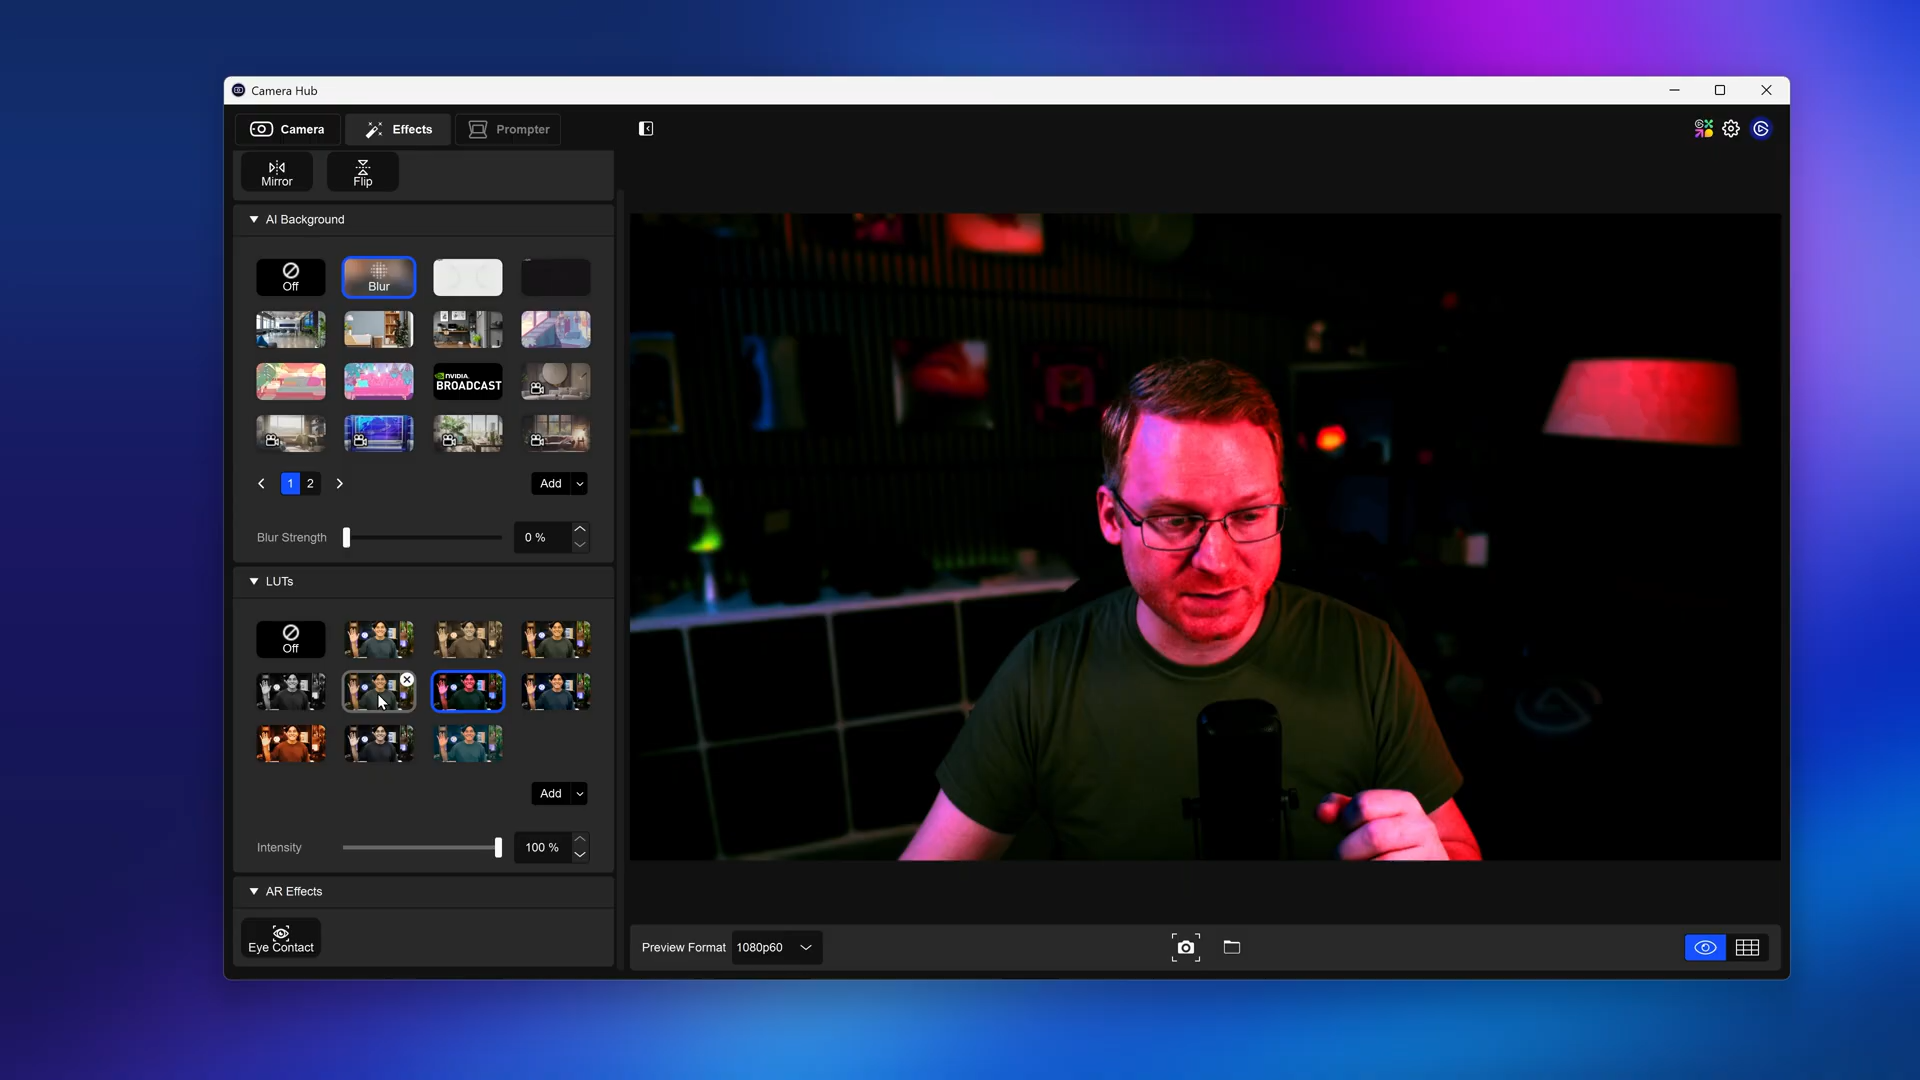 Camera Hub
Camera
Effects
Prompter
Mirror
Flip
AI Background
Off
Blur
NVIDIA
BROADCAST
1
2
Add
Blur Strength
0 %
LUTs
Off
Add
Intensity
100 %
AR Effects
Eye Contact
Preview Format
1080p60